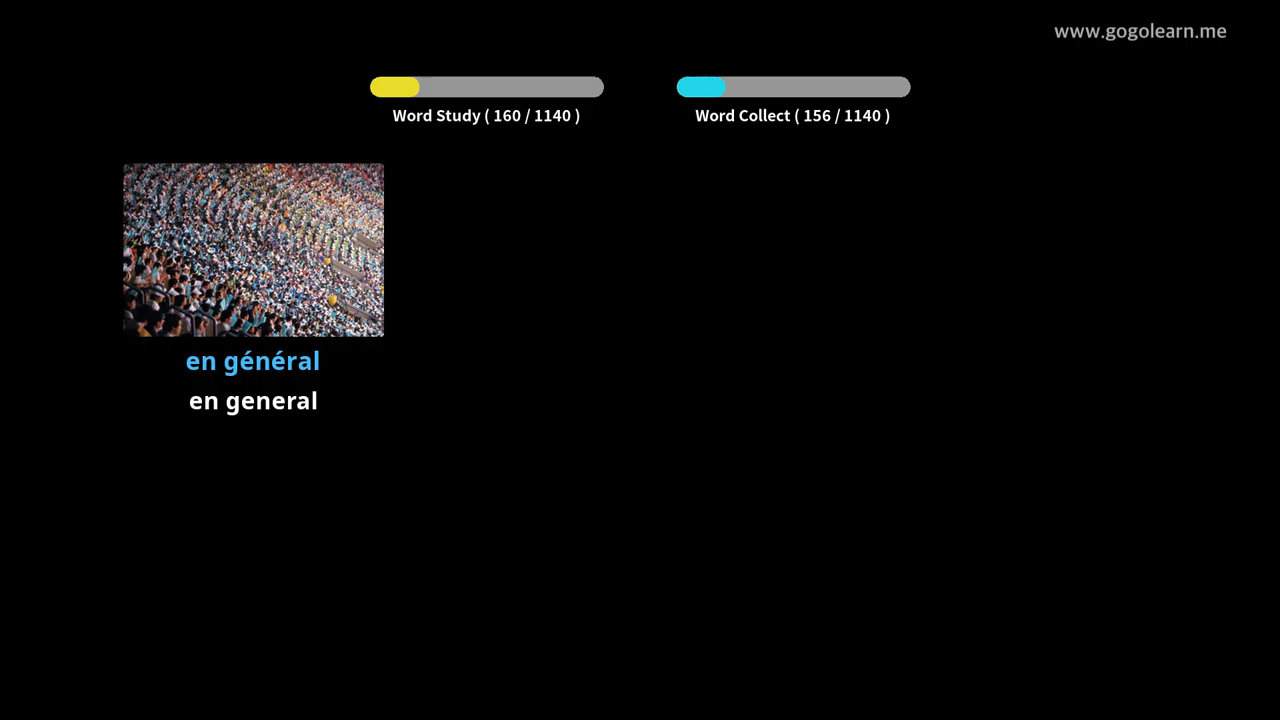 www.gogolearn.me
Word Study ( 160 / 1140 )
Word Collect ( 156 / 1140 )
en général
en general